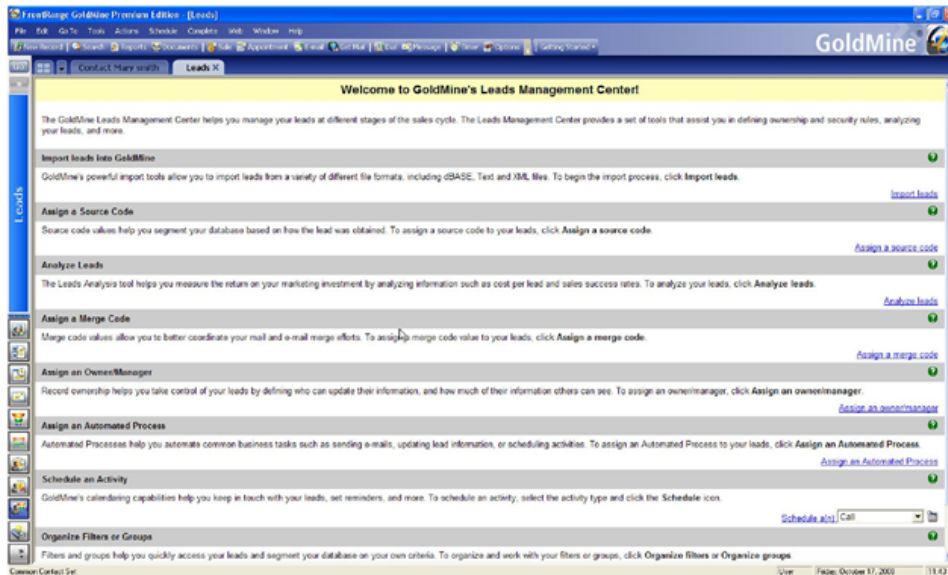 FrontRange GoldMine Premium Edition - [Leads]
File Edit Go To Tools Actions Schedule Complete Web Window Help
New Record Search Reports Documents Sale Appointment E-mail Get Mail Dial Message Timer Options Getting Started
GoldMine
Contact Mary smith Leads X
Welcome to GoldMine's Leads Management Center!
The GoldMine Leads Management Center helps you manage your leads at different stages of the sales cycle. The Leads Management Center provides a set of tools that assist you in defining ownership and security rules, analyzing
your leads, and more.
Import leads into GoldMine
GoldMine's powerful import tools allow you to import leads from a variety of different file formats, including dBASE, Text and XML files. To begin the import process, click Import leads.
Import leads
Leads
Assign a Source Code
Source code values help you segment your database based on how the lead was obtained. To assign a source code to your leads, click Assign a source code.
Assign a source code
Analyze Leads
The Leads Analysis tool helps you measure the return on your marketing investment by analyzing information such as cost per lead and sales success rates. To analyze your leads, click Analyze leads.
Analyze leads
Assign a Merge Code
Merge code values allow you to better coordinate your mail and e-mail merge efforts. To assign a merge code value to your leads, click Assign a merge code.
Assign a merge code
Assign an Owner/Manager
Record ownership helps you take control of your leads by defining who can update their information, and how much of their information others can see. To assign an owner/manager, click Assign an owner/manager.
Assign an owner/manager
Assign an Automated Process
Automated Processes help you automate common business tasks such as sending e-mails, updating lead information, or scheduling activities. To assign an Automated Process to your leads, click Assign an Automated Process.
Assign an Automated Process
Schedule an Activity
GoldMine's calendaring capabilities help you keep in touch with your leads, set reminders, and more. To schedule an activity, select the activity type and click the Schedule icon.
Schedule a(n) Call
Organize Filters or Groups
Filters and groups help you quickly access your leads and segment your database on your own criteria. To organize and work with your filters or groups, click Organize filters or Organize groups.
Common Contact Set User Friday, October 17, 2008 11:43